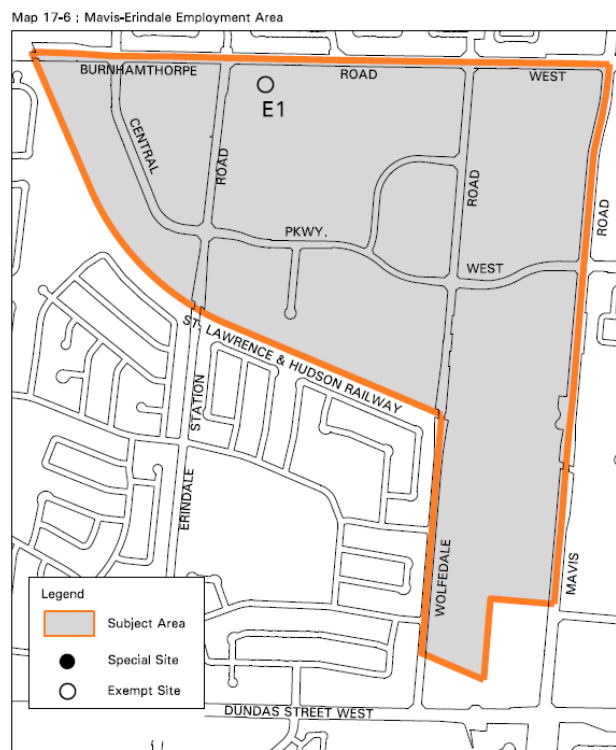 Map 17-6 ; Mavis-Erindale Employment Area
BURNHAMTHORPE ROAD WEST
E1
CENTRAL
ROAD
ROAD
ROAD
PKWY.
WEST
ST. LAWRENCE & HUDSON RAILWAY
STATION
ERINDALE
WOLFEDALE
MAVIS
Legend
Subject Area
Special Site
Exempt Site
DUNDAS STREET WEST